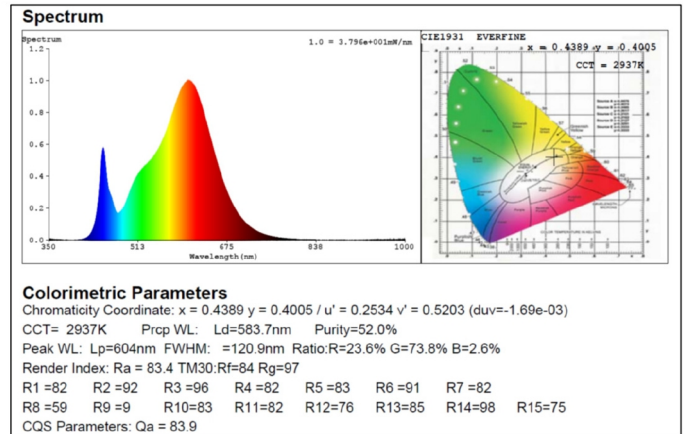 Spectrum
Spectrum
1.0 = 3.796e+001mW/nm
1.2
1.0
0.8
0.6
0.4
0.2
0.0
350 513 675 838 1000
Wavelength(nm)
CIE1931 EVERFINE
x = 0.4389 y = 0.4005
CCT = 2937K
Colorimetric Parameters
Chromaticity Coordinate: x = 0.4389 y = 0.4005 / u' = 0.2534 v' = 0.5203 (duv=-1.69e-03)
CCT= 2937K Prcp WL: Ld=583.7nm Purity=52.0%
Peak WL: Lp=604nm FWHM: =120.9nm Ratio:R=23.6% G=73.8% B=2.6%
Render Index: Ra = 83.4 TM30:Rf=84 Rg=97
R1 =82 R2 =92 R3 =96 R4 =82 R5 =83 R6 =91 R7 =82
R8 =59 R9 =9 R10=83 R11=82 R12=76 R13=85 R14=98 R15=75
CQS Parameters: Qa = 83.9